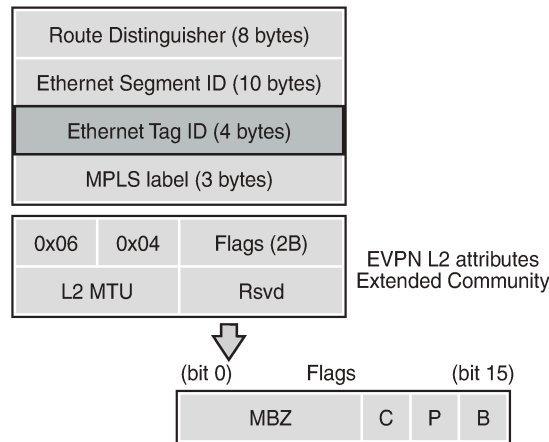 Route Distinguisher (8 bytes)
Ethernet Segment ID (10 bytes)
Ethernet Tag ID (4 bytes)
MPLS label (3 bytes)
0x06 0x04 Flags (2B)
L2 MTU Rsvd
EVPN L2 attributes
Extended Community
(bit 0) Flags (bit 15)
MBZ C P B